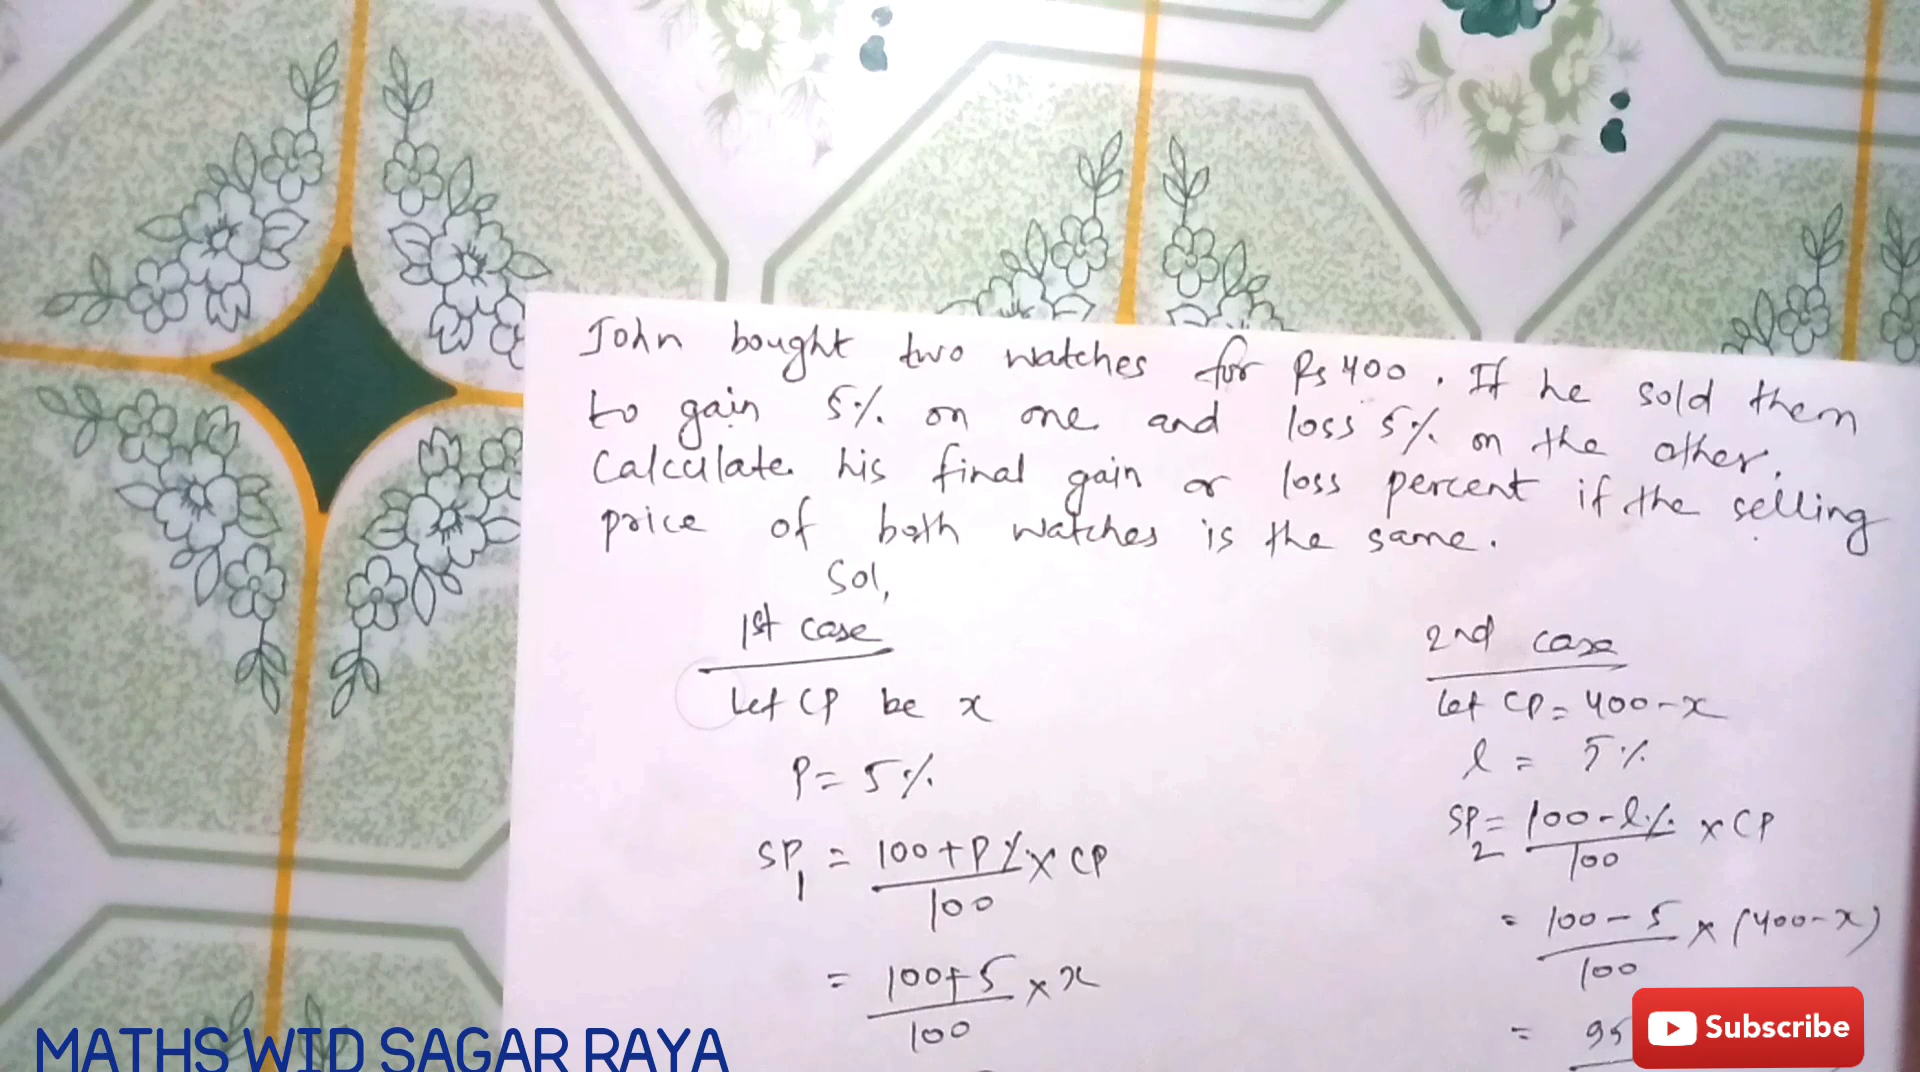 John bought two watches for Rs 400. If he sold them
to gain 5% on one and loss 5% on the other.
Calculate his final gain or loss percent if the selling
price of both watches is the same.
Sol,
1st case
Let CP be x
P = 5%
SP1 = 100+P%/100 × CP
= 100+5/100 × x
2nd case
Let CP = 400-x
l = 5%
SP2 = 100-l%/100 × CP
= 100-5/100 × (400-x)
= 95
MATHS WID SAGAR RAYA
Subscribe